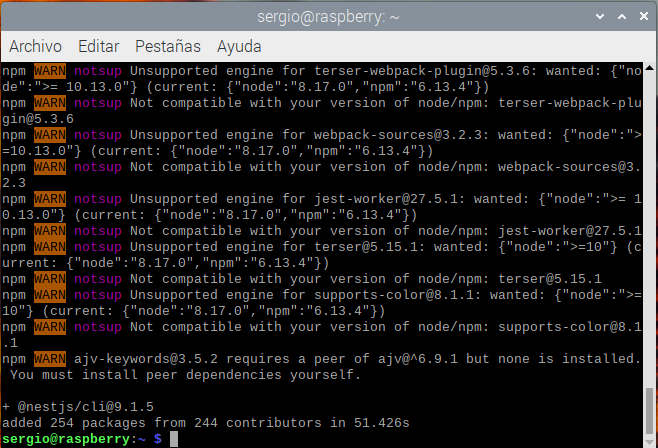 sergio@raspberry: ~
Archivo Editar Pestañas Ayuda
npm WARN notsup Unsupported engine for terser-webpack-plugin@5.3.6: wanted: {"no
de":">= 10.13.0"} (current: {"node":"8.17.0","npm":"6.13.4"})
npm WARN notsup Not compatible with your version of node/npm: terser-webpack-plu
gin@5.3.6
npm WARN notsup Unsupported engine for webpack-sources@3.2.3: wanted: {"node":">
=10.13.0"} (current: {"node":"8.17.0","npm":"6.13.4"})
npm WARN notsup Not compatible with your version of node/npm: webpack-sources@3.
2.3
npm WARN notsup Unsupported engine for jest-worker@27.5.1: wanted: {"node":">= 1
0.13.0"} (current: {"node":"8.17.0","npm":"6.13.4"})
npm WARN notsup Not compatible with your version of node/npm: jest-worker@27.5.1
npm WARN notsup Unsupported engine for terser@5.15.1: wanted: {"node":">=10"} (c
urrent: {"node":"8.17.0","npm":"6.13.4"})
npm WARN notsup Not compatible with your version of node/npm: terser@5.15.1
npm WARN notsup Unsupported engine for supports-color@8.1.1: wanted: {"node":">=
10"} (current: {"node":"8.17.0","npm":"6.13.4"})
npm WARN notsup Not compatible with your version of node/npm: supports-color@8.1
.1
npm WARN ajv-keywords@3.5.2 requires a peer of ajv@^6.9.1 but none is installed.
You must install peer dependencies yourself.
+ @nestjs/cli@9.1.5
added 254 packages from 244 contributors in 51.426s
sergio@raspberry:~ $